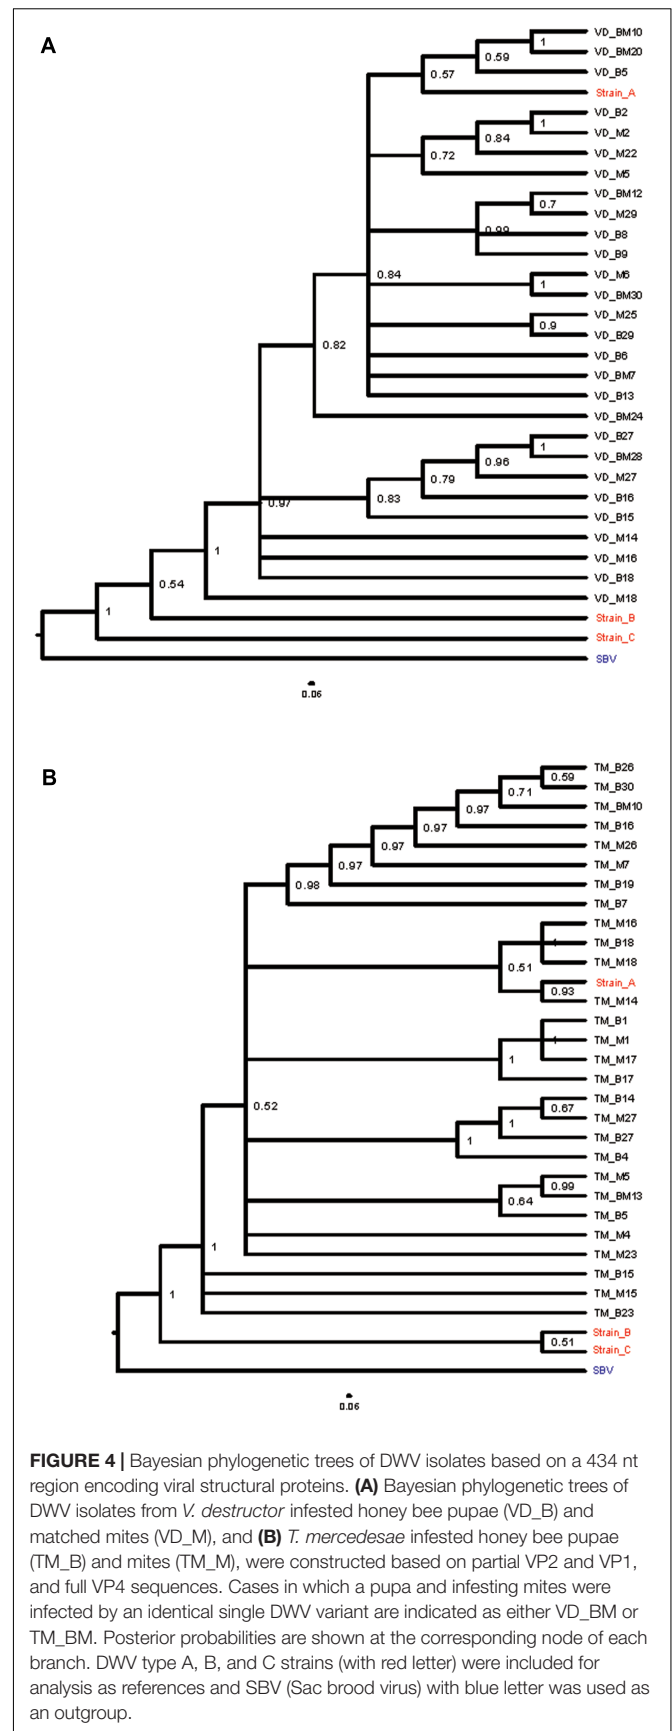 A
VD_BM10
1
VD_BM20
0.59
VD_B5
0.57
Strain_A
VD_B2
1
VD_M2
0.84
VD_M22
0.72
VD_M5
VD_BM12
0.7
VD_M29
0.99
VD_B8
VD_B9
VD_M6
0.84
1
VD_BM30
VD_M25
0.9
VD_B29
0.82
VD_B6
VD_BM7
VD_B13
VD_BM24
VD_B27
1
VD_BM28
0.96
VD_M27
0.79
VD_B16
0.83
0.97
VD_B15
VD_M14
1
VD_M16
VD_B18
0.54
VD_M18
1
Strain_B
Strain_C
SBV
0.06
B
TM_B26
0.59
TM_B30
0.71
TM_BM10
0.97
TM_B16
0.97
TM_M26
0.97
TM_M7
0.97
TM_B19
0.98
TM_B7
TM_M16
1
TM_B18
TM_M18
0.51
Strain_A
0.93
TM_M14
TM_B1
1
TM_M1
TM_M17
1
TM_B17
TM_B14
0.52
0.67
TM_M27
1
TM_B27
1
TM_B4
TM_M5
0.99
TM_BM13
0.64
TM_B5
TM_M4
1
TM_M23
TM_B15
1
TM_M15
TM_B23
Strain_B
0.51
Strain_C
SBV
0.06
FIGURE 4 | Bayesian phylogenetic trees of DWV isolates based on a 434 nt
region encoding viral structural proteins. (A) Bayesian phylogenetic trees of
DWV isolates from V. destructor infested honey bee pupae (VD_B) and
matched mites (VD_M), and (B) T. mercedesae infested honey bee pupae
(TM_B) and mites (TM_M), were constructed based on partial VP2 and VP1,
and full VP4 sequences. Cases in which a pupa and infesting mites were
infected by an identical single DWV variant are indicated as either VD_BM or
TM_BM. Posterior probabilities are shown at the corresponding node of each
branch. DWV type A, B, and C strains (with red letter) were included for
analysis as references and SBV (Sac brood virus) with blue letter was used as
an outgroup.